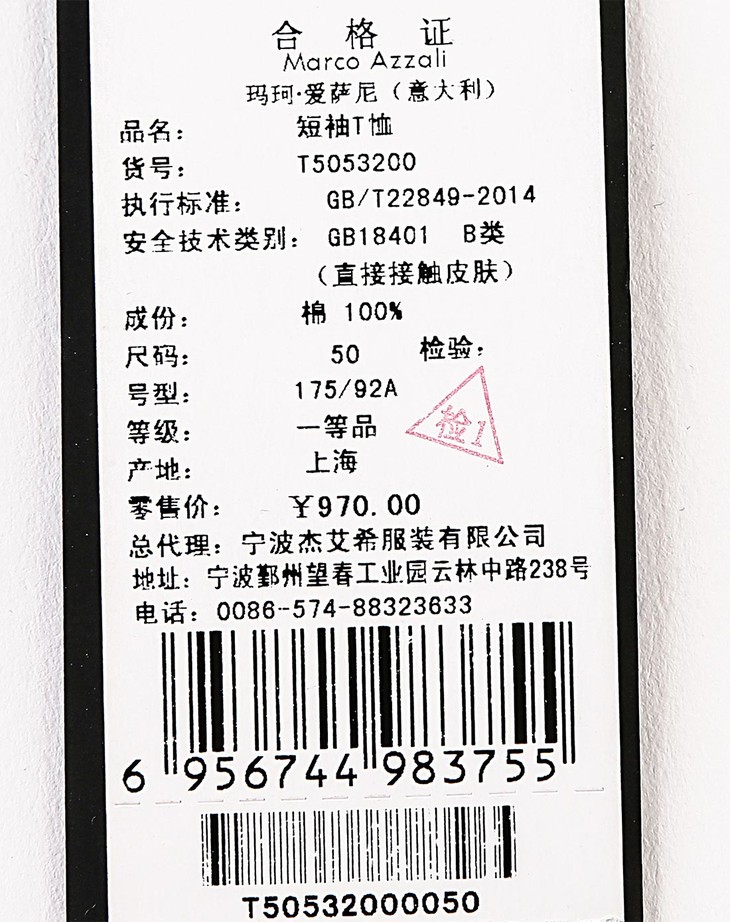 合 格 证
Marco Azzali
玛珂·爱萨尼（意大利）
品名： 短袖T恤
货号： T5053200
执行标准： GB/T22849-2014
安全技术类别： GB18401 B类
（直接接触皮肤）
成份： 棉 100%
尺码： 50 检验：
号型： 175/92A
检1
等级： 一等品
产地： 上海
零售价： ￥970.00
总代理：宁波杰艾希服装有限公司
地址：宁波鄞州望春工业园云林中路238号
电话：0086-574-88323633
6 956744 983755
T50532000050